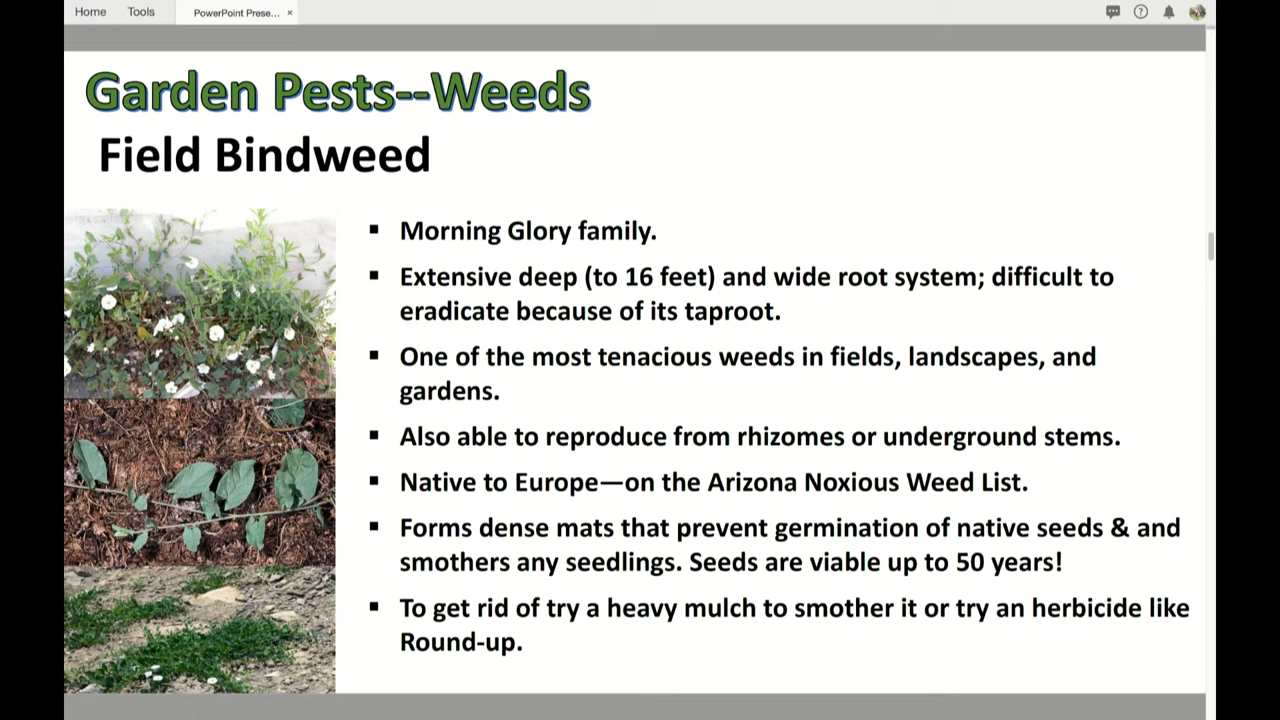 Home Tools PowerPoint Prese... ×
Garden Pests--Weeds
Field Bindweed
▪ Morning Glory family.
▪ Extensive deep (to 16 feet) and wide root system; difficult to
eradicate because of its taproot.
▪ One of the most tenacious weeds in fields, landscapes, and
gardens.
▪ Also able to reproduce from rhizomes or underground stems.
▪ Native to Europe—on the Arizona Noxious Weed List.
▪ Forms dense mats that prevent germination of native seeds & and
smothers any seedlings. Seeds are viable up to 50 years!
▪ To get rid of try a heavy mulch to smother it or try an herbicide like
Round-up.